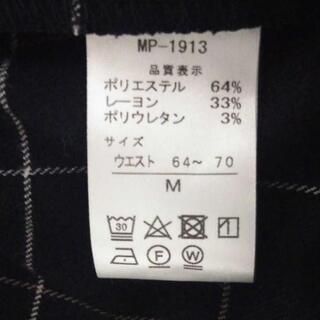 MP-1913
品質表示
ポリエステル 64%
レーヨン 33%
ポリウレタン 3%
サイズ
ウエスト 64～ 70
M
30
F W